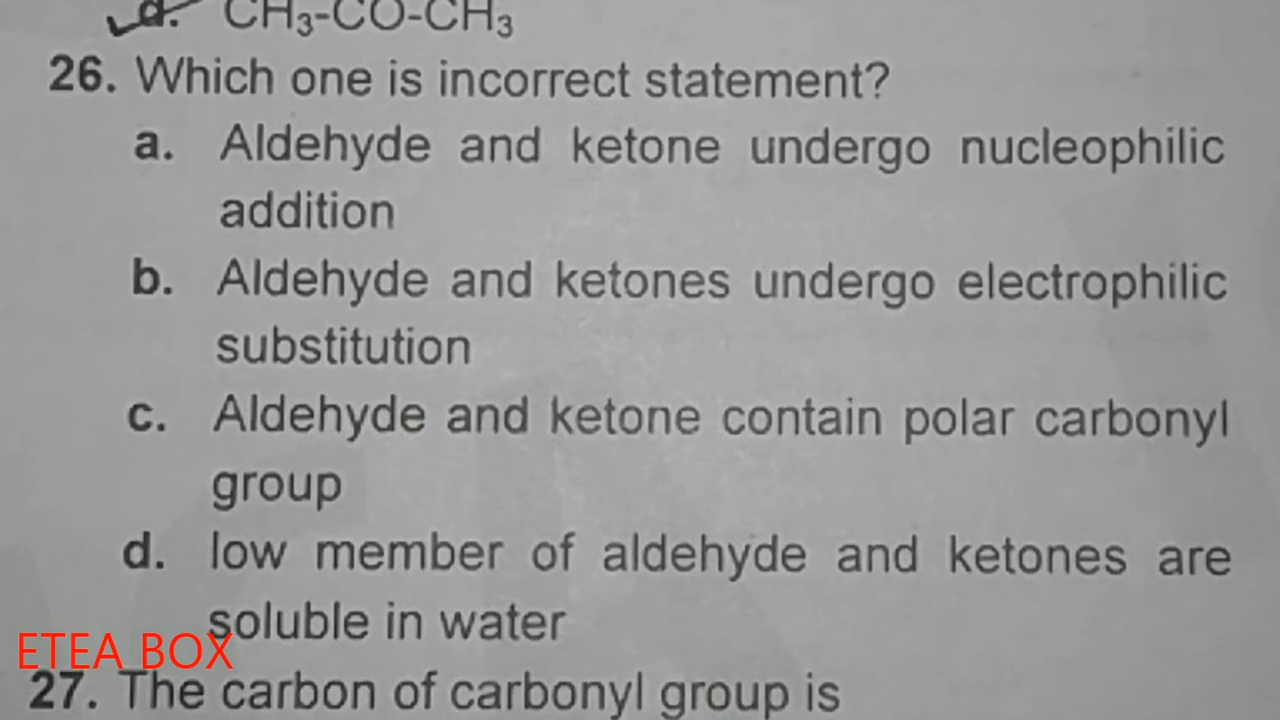 d. CH₃-CO-CH₃
26. Which one is incorrect statement?
a. Aldehyde and ketone undergo nucleophilic
addition
b. Aldehyde and ketones undergo electrophilic
substitution
c. Aldehyde and ketone contain polar carbonyl
group
d. low member of aldehyde and ketones are
soluble in water
ETEA BOX
27. The carbon of carbonyl group is